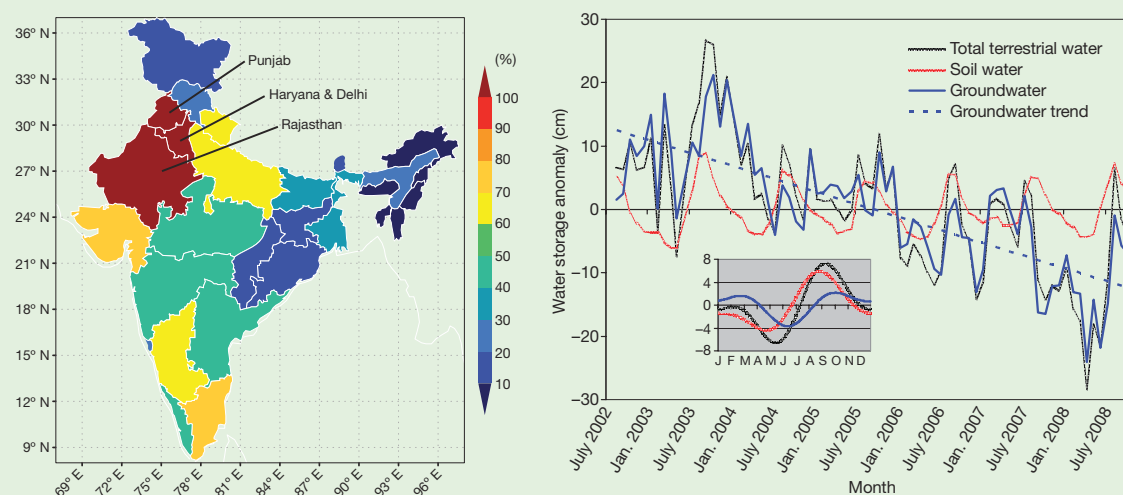 36° N
33° N
30° N
27° N
24° N
21° N
18° N
15° N
12° N
9° N
69° E
72° E
75° E
78° E
81° E
84° E
87° E
90° E
93° E
96° E
Punjab
Haryana & Delhi
Rajasthan
(%)
100
90
80
70
60
50
40
30
20
10
Water storage anomaly (cm)
30
20
10
0
−10
−20
−30
Total terrestrial water
Soil water
Groundwater
Groundwater trend
8
4
0
−4
−8
J F M A M J J A S O N D
July 2002
Jan. 2003
July 2003
Jan. 2004
July 2004
Jan. 2005
July 2005
Jan. 2006
July 2006
Jan. 2007
July 2007
Jan. 2008
July 2008
Month